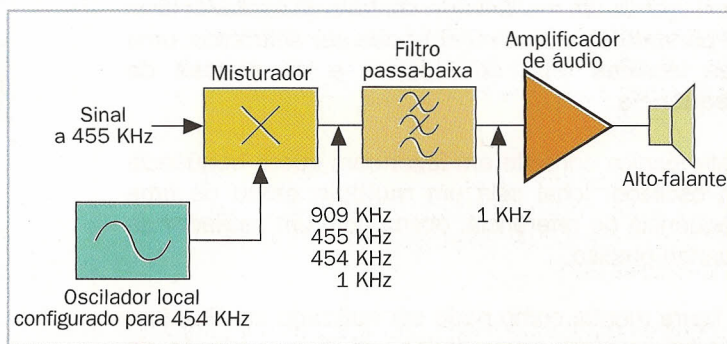 Sinal
a 455 KHz
Misturador
Filtro
passa-baixa
Amplificador
de áudio
Alto-falante
909 KHz
455 KHz
454 KHz
1 KHz
1 KHz
Oscilador local
configurado para 454 KHz